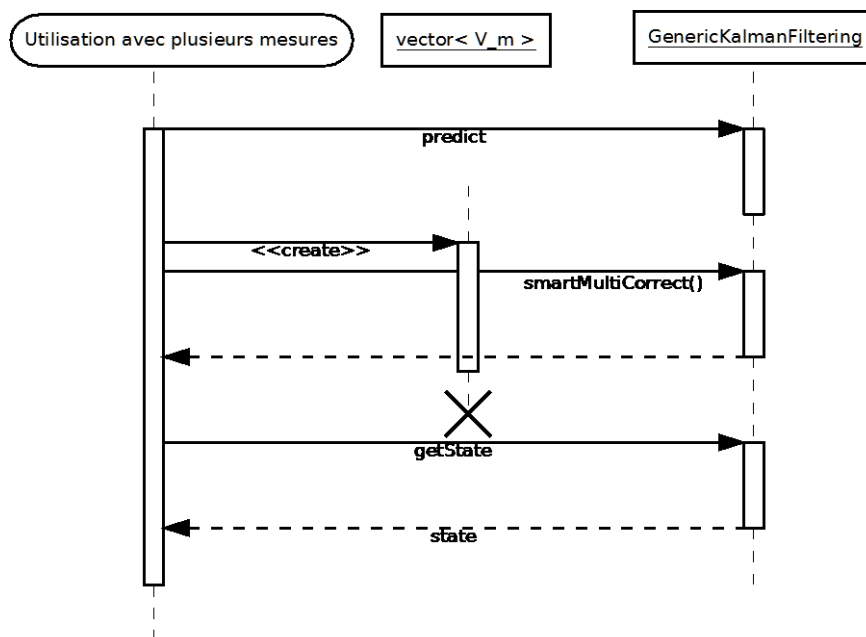 Utilisation avec plusieurs mesures
vector< V_m >
GenericKalmanFiltering
predict
<<create>>
smartMultiCorrect()
getState
state